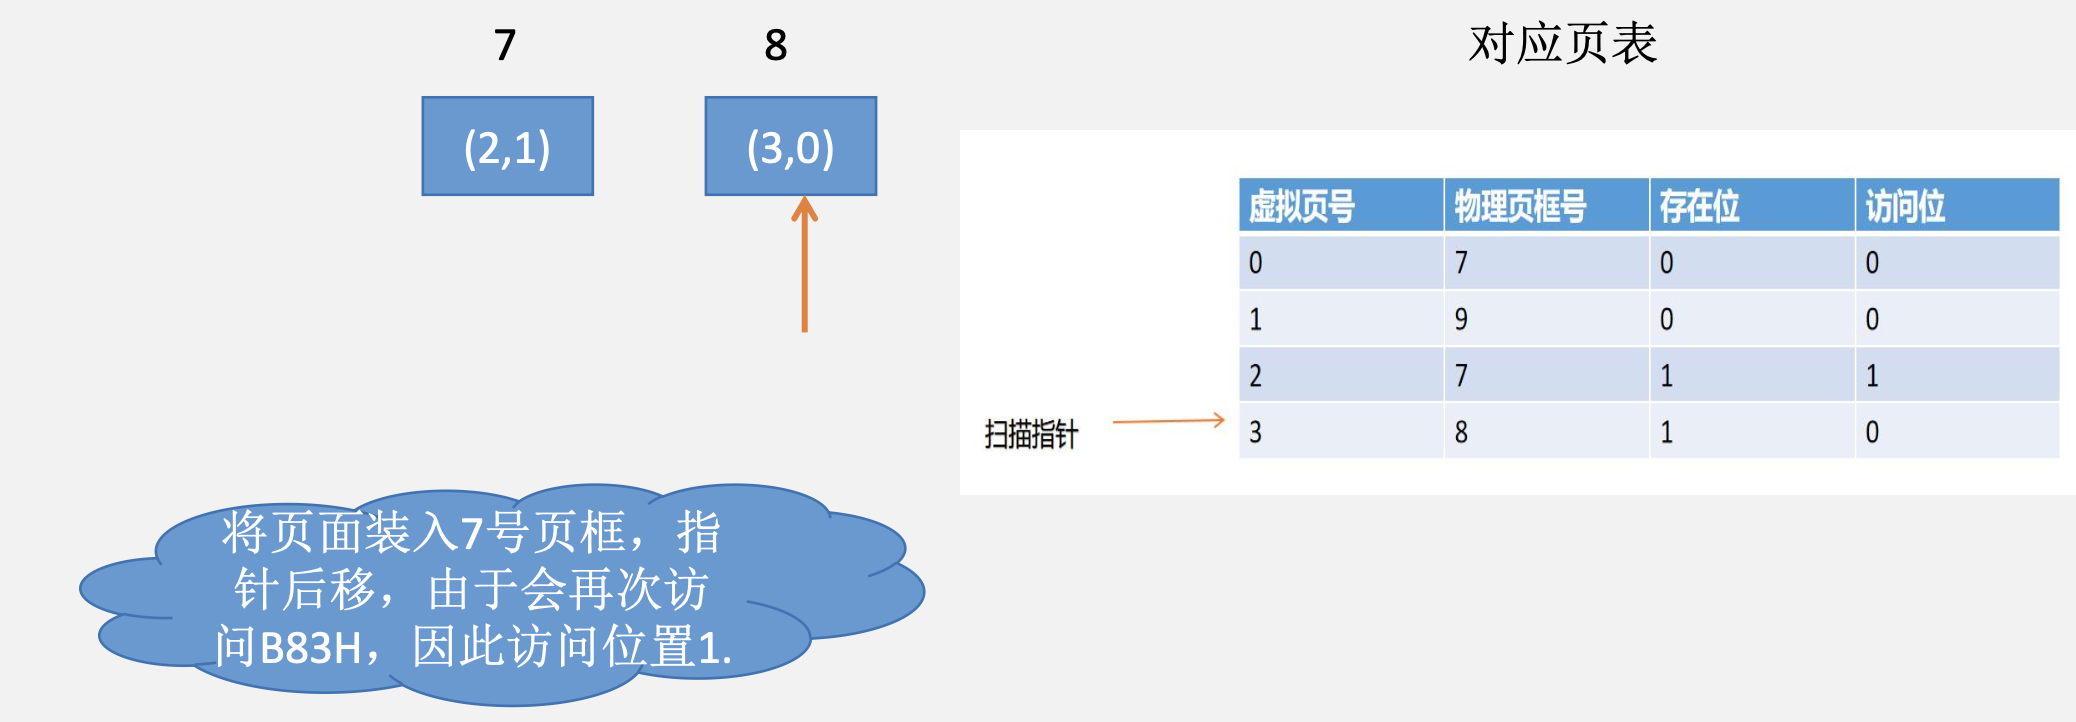 7
8
对应页表
(2,1)
(3,0)
虚拟页号 物理页框号 存在位 访问位
0 7 0 0
1 9 0 0
2 7 1 1
3 8 1 0
扫描指针
将页面装入7号页框，指
针后移，由于会再次访
问B83H，因此访问位置1.